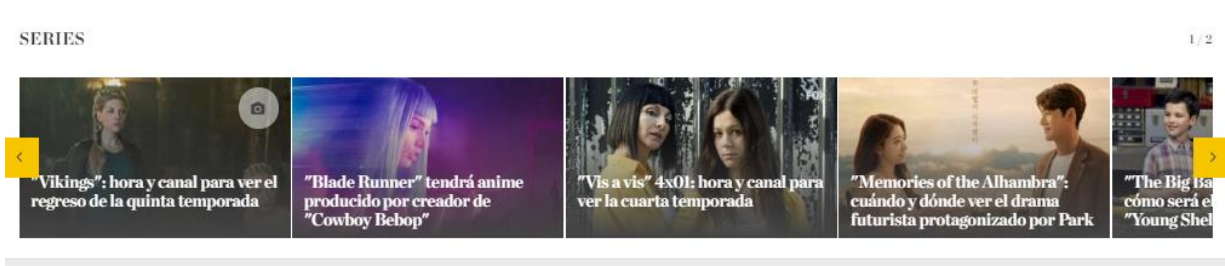 SERIES
1 / 2
"Vikings": hora y canal para ver el
regreso de la quinta temporada
"Blade Runner" tendrá anime
producido por creador de
"Cowboy Bebop"
"Vis a vis" 4x01: hora y canal para
ver la cuarta temporada
"Memories of the Alhambra":
cuándo y dónde ver el drama
futurista protagonizado por Park
"The Big Ba
cómo será el
"Young Shel